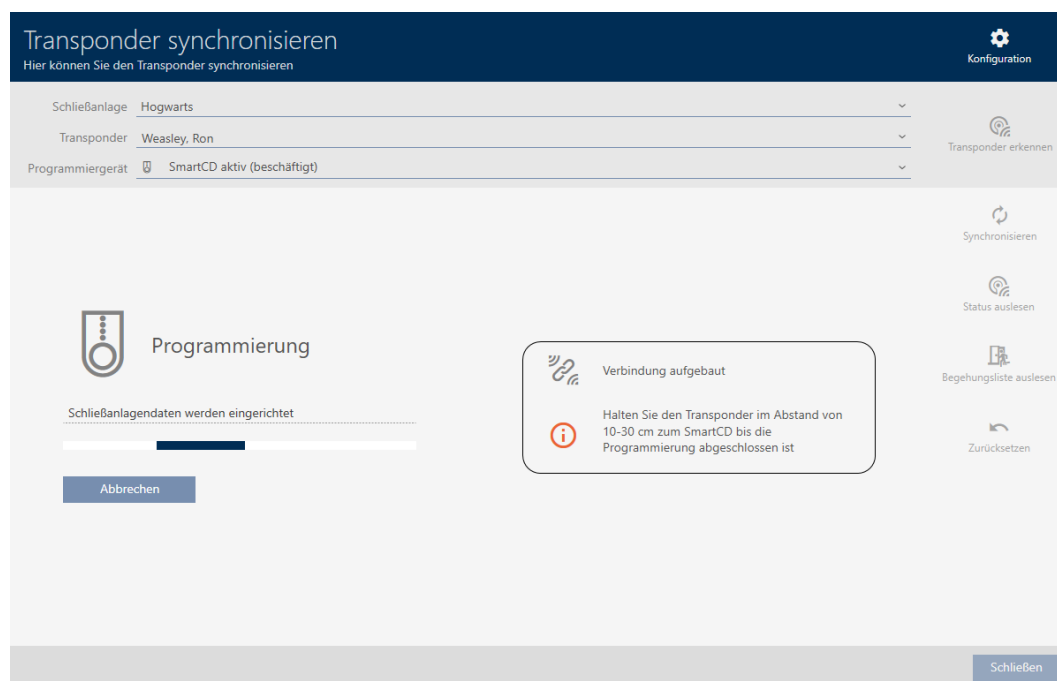 Transponder synchronisieren
Hier können Sie den Transponder synchronisieren
Konfiguration
Schließanlage Hogwarts
Transponder Weasley, Ron
Programmiergerät SmartCD aktiv (beschäftigt)
Transponder erkennen
Synchronisieren
Status auslesen
Begehungsliste auslesen
Zurücksetzen
Programmierung
Schließanlagendaten werden eingerichtet
Abbrechen
Verbindung aufgebaut
Halten Sie den Transponder im Abstand von
10-30 cm zum SmartCD bis die
Programmierung abgeschlossen ist
Schließen